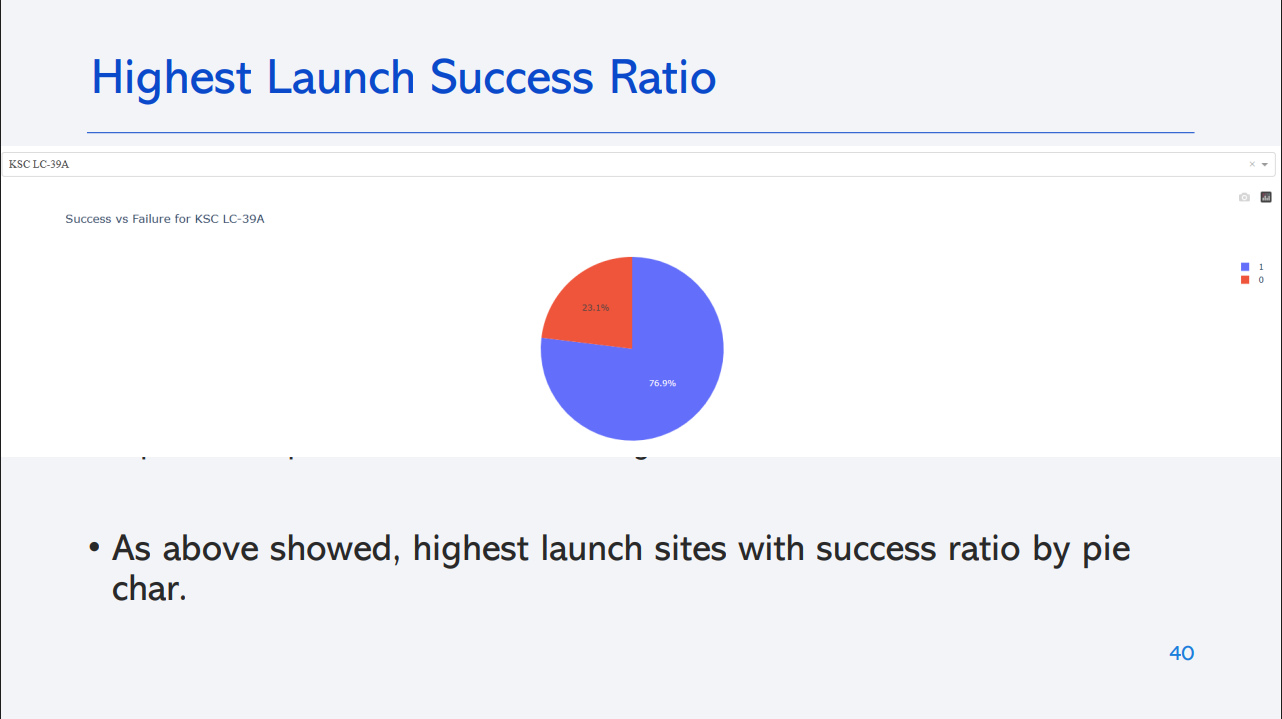 Highest Launch Success Ratio
KSC LC-39A
Success vs Failure for KSC LC-39A
1
0
23.1%
76.9%
• As above showed, highest launch sites with success ratio by pie
char.
40